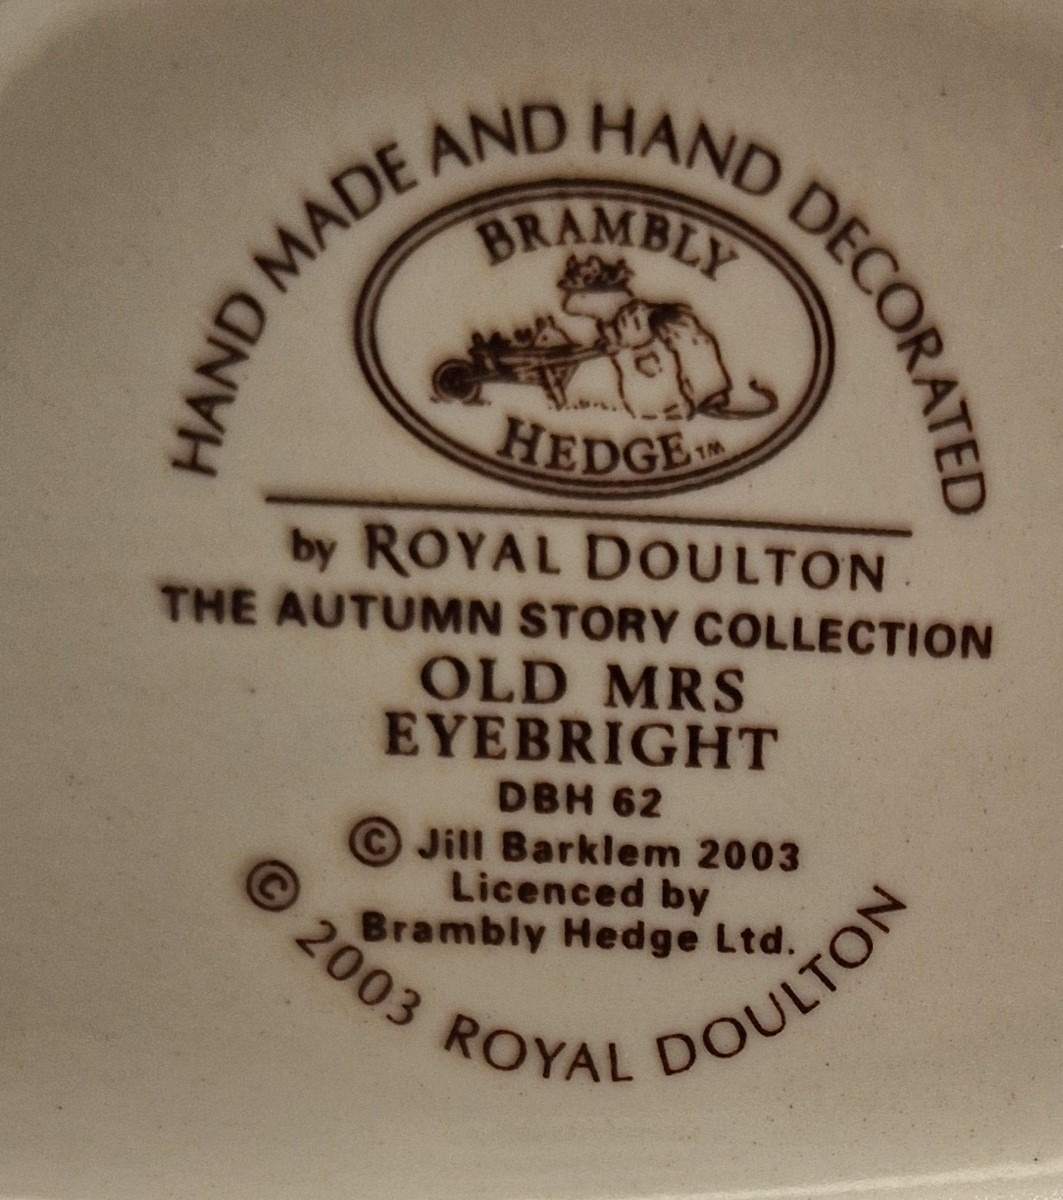 HAND MADE AND HAND DECORATED
BRAMBLY
HEDGE™
by ROYAL DOULTON
THE AUTUMN STORY COLLECTION
OLD MRS
EYEBRIGHT
DBH 62
© Jill Barklem 2003
Licenced by
Brambly Hedge Ltd.
© 2003 ROYAL DOULTON